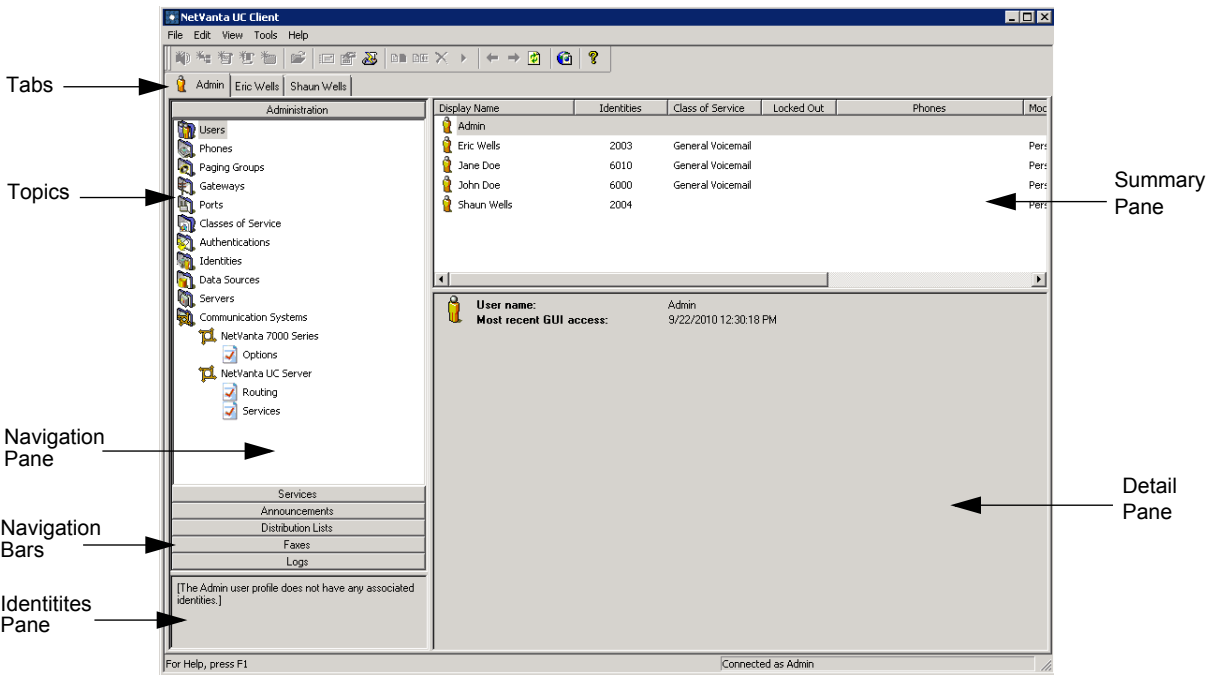 NetVanta UC Client
File Edit View Tools Help
Tabs
Admin Eric Wells Shaun Wells
Administration
Users
Phones
Paging Groups
Topics
Gateways
Ports
Classes of Service
Authentications
Identities
Data Sources
Servers
Communication Systems
NetVanta 7000 Series
Options
NetVanta UC Server
Routing
Services
Navigation
Pane
Services
Announcements
Distribution Lists
Navigation
Bars
Faxes
Logs
Identitites
Pane
[The Admin user profile does not have any associated
identities.]
Display Name Identities Class of Service Locked Out Phones Moc
Admin
Eric Wells 2003 General Voicemail Pers
Jane Doe 6010 General Voicemail Pers
John Doe 6000 General Voicemail Pers
Shaun Wells 2004 Pers
Summary
Pane
User name: Admin
Most recent GUI access: 9/22/2010 12:30:18 PM
Detail
Pane
For Help, press F1
Connected as Admin